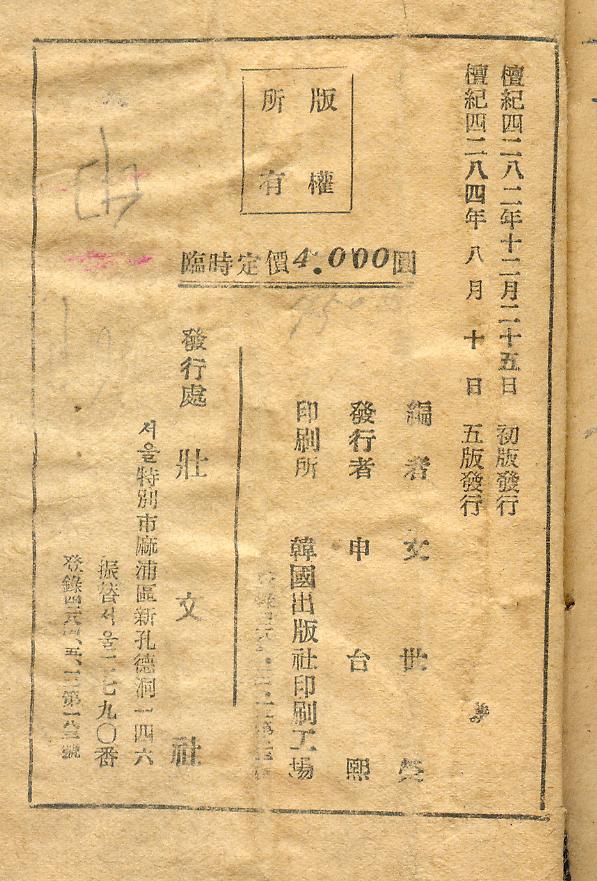 檀紀四二八二年十二月二十五日 初版發行
檀紀四二八四年 八月 十日 五版發行
版權
所有
臨時定價4.000圓
編者 文世榮
發行者 申台熙
印刷所 韓國出版社印刷工場
發行處 壯文社
서울特別市麻浦區新孔德洞一四六
振替서울二七九〇番